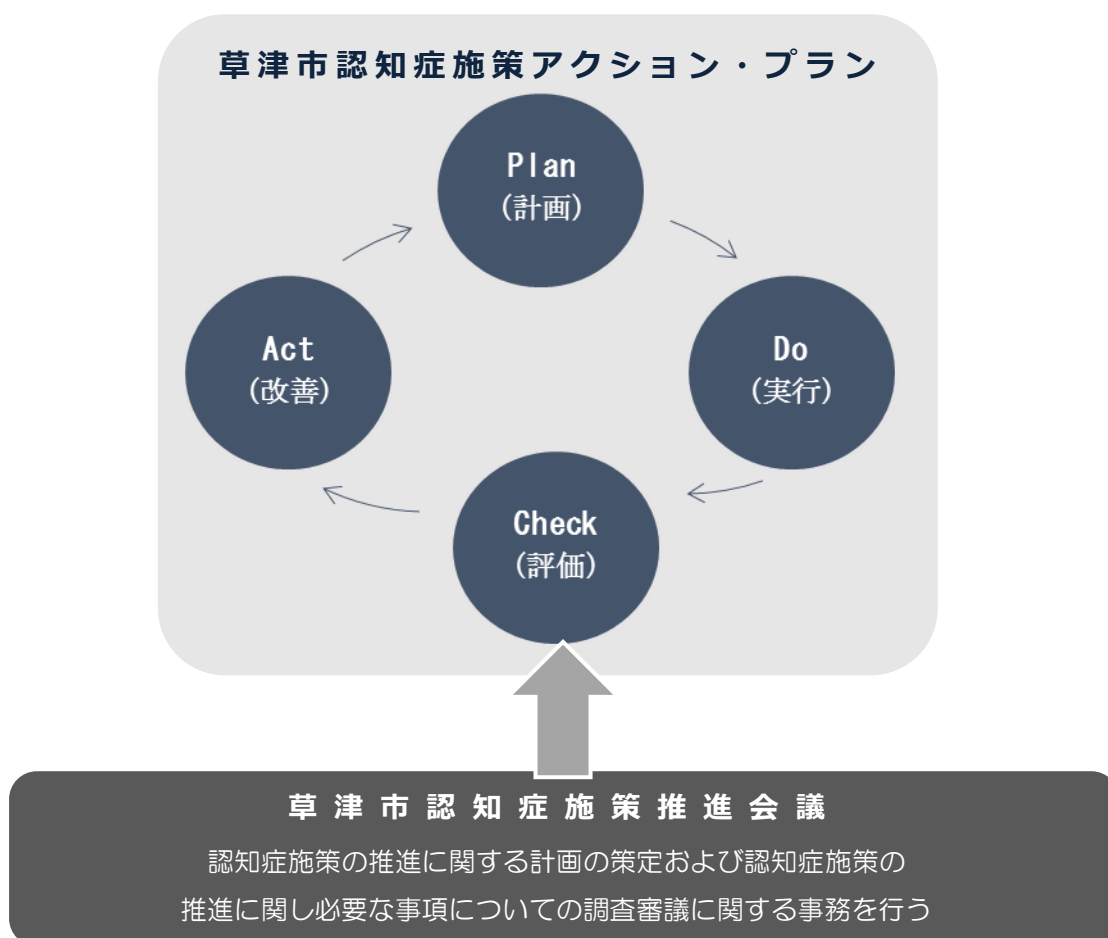 草津市認知症施策アクション・プラン
Plan
（計画）
Do
（実行）
Check
（評価）
Act
（改善）
草津市認知症施策推進会議
認知症施策の推進に関する計画の策定および認知症施策の
推進に関し必要な事項についての調査審議に関する事務を行う